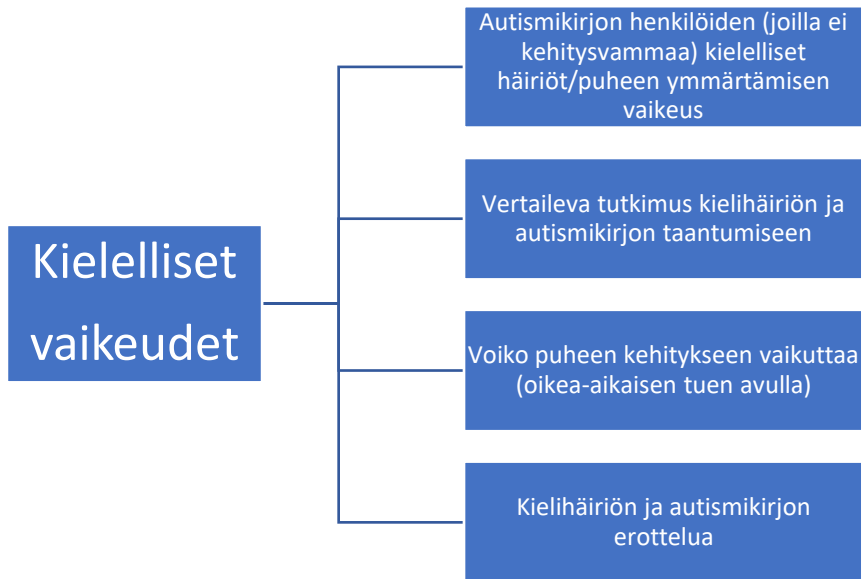 Kielelliset
vaikeudet
Autismikirjon henkilöiden (joilla ei
kehitysvammaa) kielelliset
häiriöt/puheen ymmärtämisen
vaikeus
Vertaileva tutkimus kielihäiriön ja
autismikirjon taantumiseen
Voiko puheen kehitykseen vaikuttaa
(oikea-aikaisen tuen avulla)
Kielihäiriön ja autismikirjon
erottelua